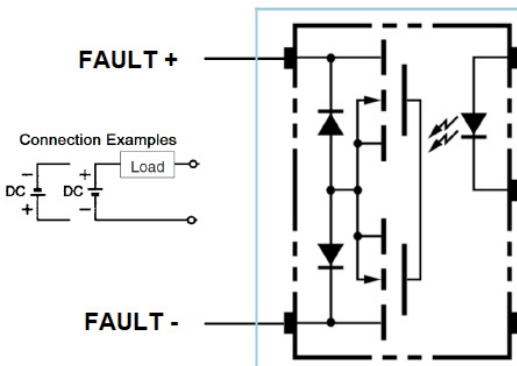 FAULT +
Connection Examples
Load
− +
DC DC
+ −
FAULT -